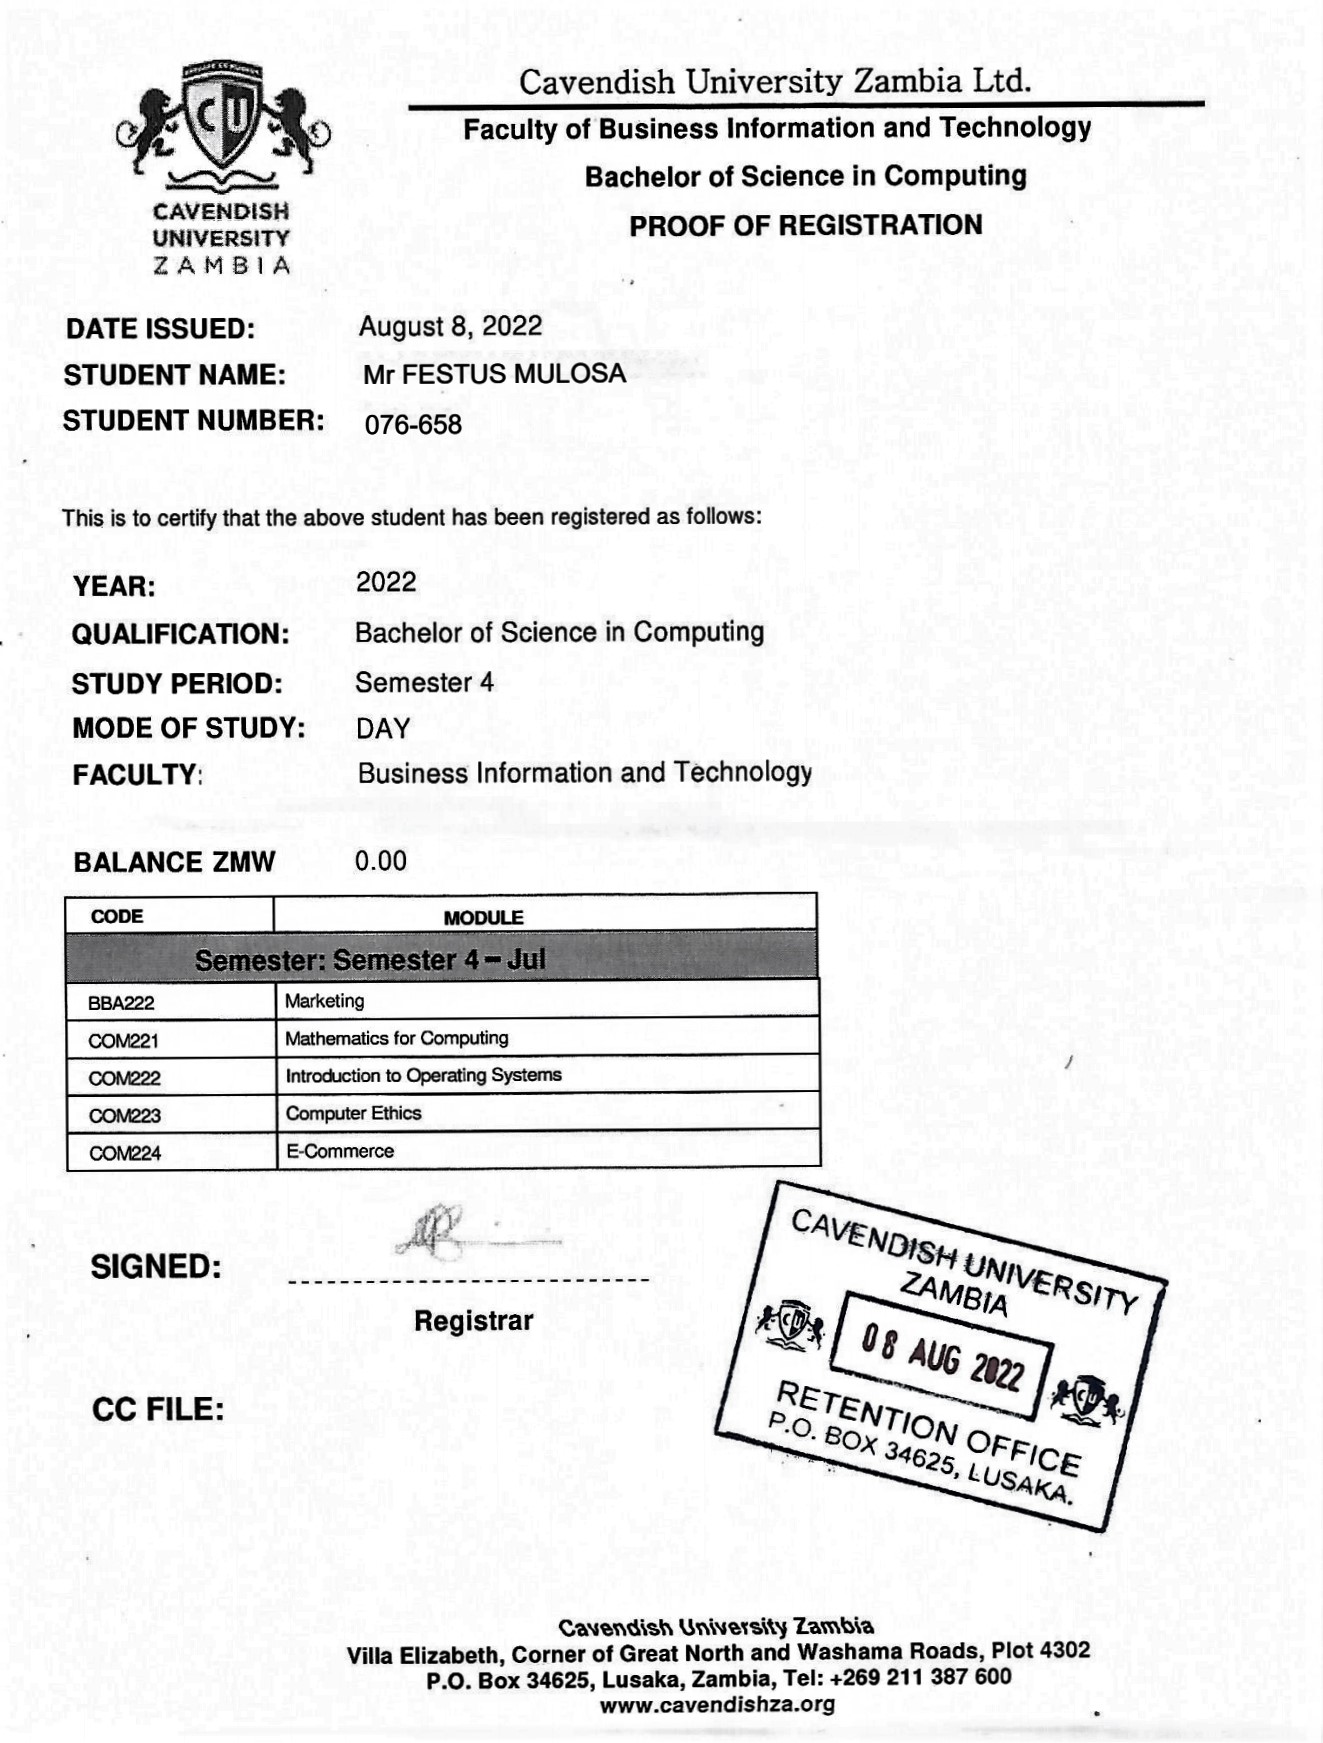 CU
CAVENDISH
UNIVERSITY
ZAMBIA
Cavendish University Zambia Ltd.
Faculty of Business Information and Technology
Bachelor of Science in Computing
PROOF OF REGISTRATION
DATE ISSUED: August 8, 2022
STUDENT NAME: Mr FESTUS MULOSA
STUDENT NUMBER: 076-658
This is to certify that the above student has been registered as follows:
YEAR: 2022
QUALIFICATION: Bachelor of Science in Computing
STUDY PERIOD: Semester 4
MODE OF STUDY: DAY
FACULTY: Business Information and Technology
BALANCE ZMW 0.00
CODE MODULE
Semester: Semester 4 – Jul
BBA222 Marketing
COM221 Mathematics for Computing
COM222 Introduction to Operating Systems
COM223 Computer Ethics
COM224 E-Commerce
SIGNED:
Registrar
CC FILE:
CAVENDISH UNIVERSITY
ZAMBIA
CU
08 AUG 2022
CU
RETENTION OFFICE
P.O. BOX 34625, LUSAKA.
Cavendish University Zambia
Villa Elizabeth, Corner of Great North and Washama Roads, Plot 4302
P.O. Box 34625, Lusaka, Zambia, Tel: +269 211 387 600
www.cavendishza.org